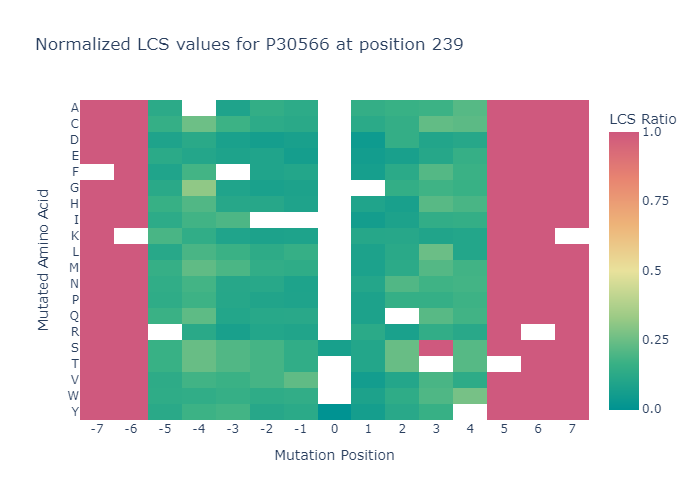 Normalized LCS values for P30566 at position 239
LCS Ratio
1.0
0.75
0.5
0.25
0.0
Mutated Amino Acid
A
C
D
E
F
G
H
I
K
L
M
N
P
Q
R
S
T
V
W
Y
-7 -6 -5 -4 -3 -2 -1 0 1 2 3 4 5 6 7
Mutation Position